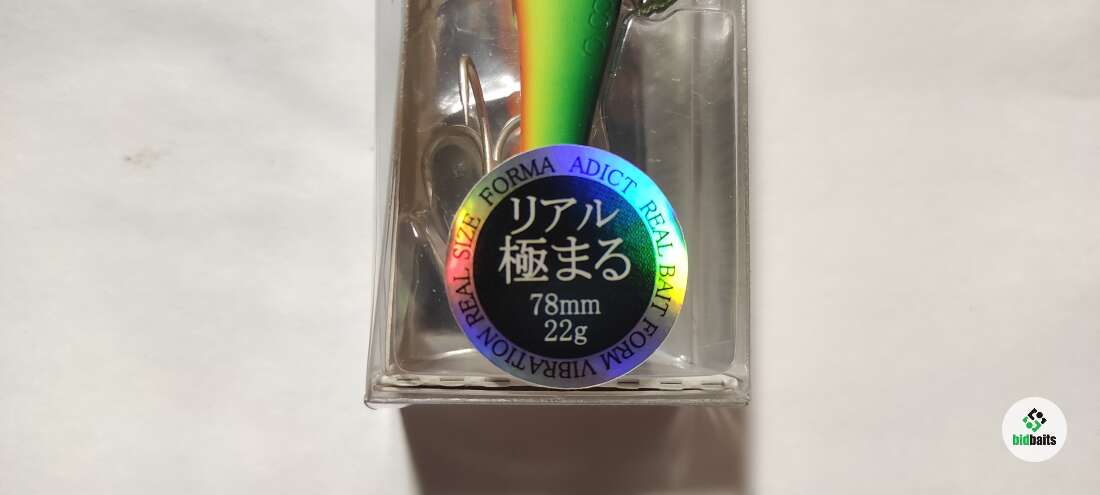 FORMA ADICT REAL BAIT FORM VIBRATION REAL SIZE
リアル
極まる
78mm
22g
bidbaits